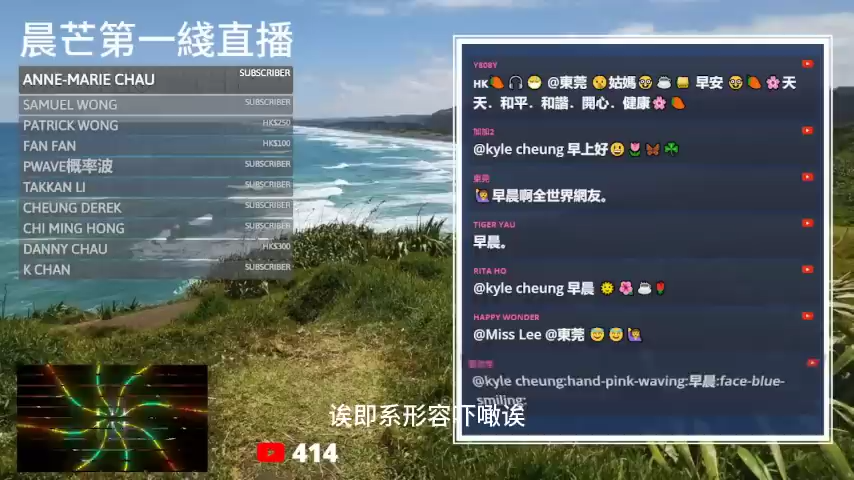 晨芒第一綫直播
ANNE-MARIE CHAU SUBSCRIBER
SAMUEL WONG SUBSCRIBER
PATRICK WONG HK$250
FAN FAN HK$100
PWAVE概率波 SUBSCRIBER
TAKKAN LI SUBSCRIBER
CHEUNG DEREK SUBSCRIBER
CHI MING HONG SUBSCRIBER
DANNY CHAU HK$300
K CHAN SUBSCRIBER
YBDBY
HK🥕🎧😁 @東莞 🤫姑媽🤓☕🍞 早安 🤓🥕🌸天
天．和平．和諧．開心．健康🌸🥕
加加2
@kyle cheung 早上好😀🌷🦋☘️
東莞
🙋早晨啊全世界網友。
TIGER YAU
早晨。
RITA HO
@kyle cheung 早晨 🌞🌺☕🌹
HAPPY WONDER
@Miss Lee @東莞 😇😇🙋
@kyle cheung:hand-pink-waving:早晨:face-blue-
smiling:
诶即系形容吓噉诶
414